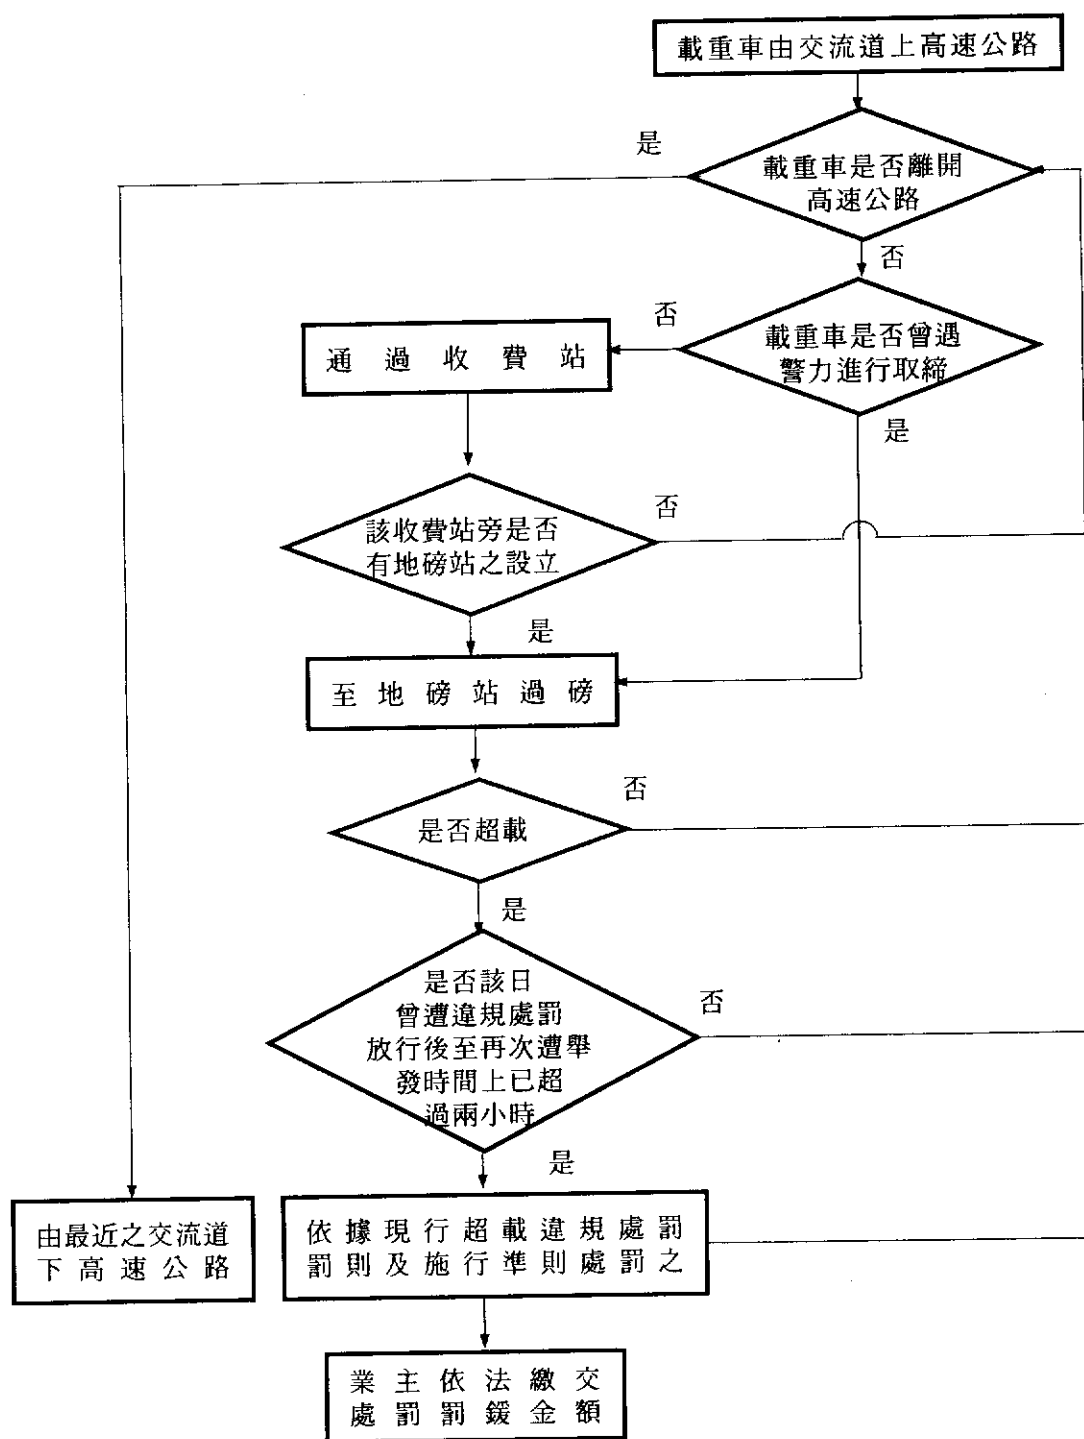 載重車由交流道上高速公路
是
載重車是否離開
高速公路
否
載重車是否曾遇
警力進行取締
否
是
通過收費站
該收費站旁是否
有地磅站之設立
否
是
至地磅站過磅
是否超載
否
是
是否該日
曾遭違規處罰
放行後至再次遭舉
發時間上已超
過兩小時
否
是
由最近之交流道
下高速公路
依據現行超載違規處罰
罰則及施行準則處罰之
業主依法繳交
處罰罰鍰金額